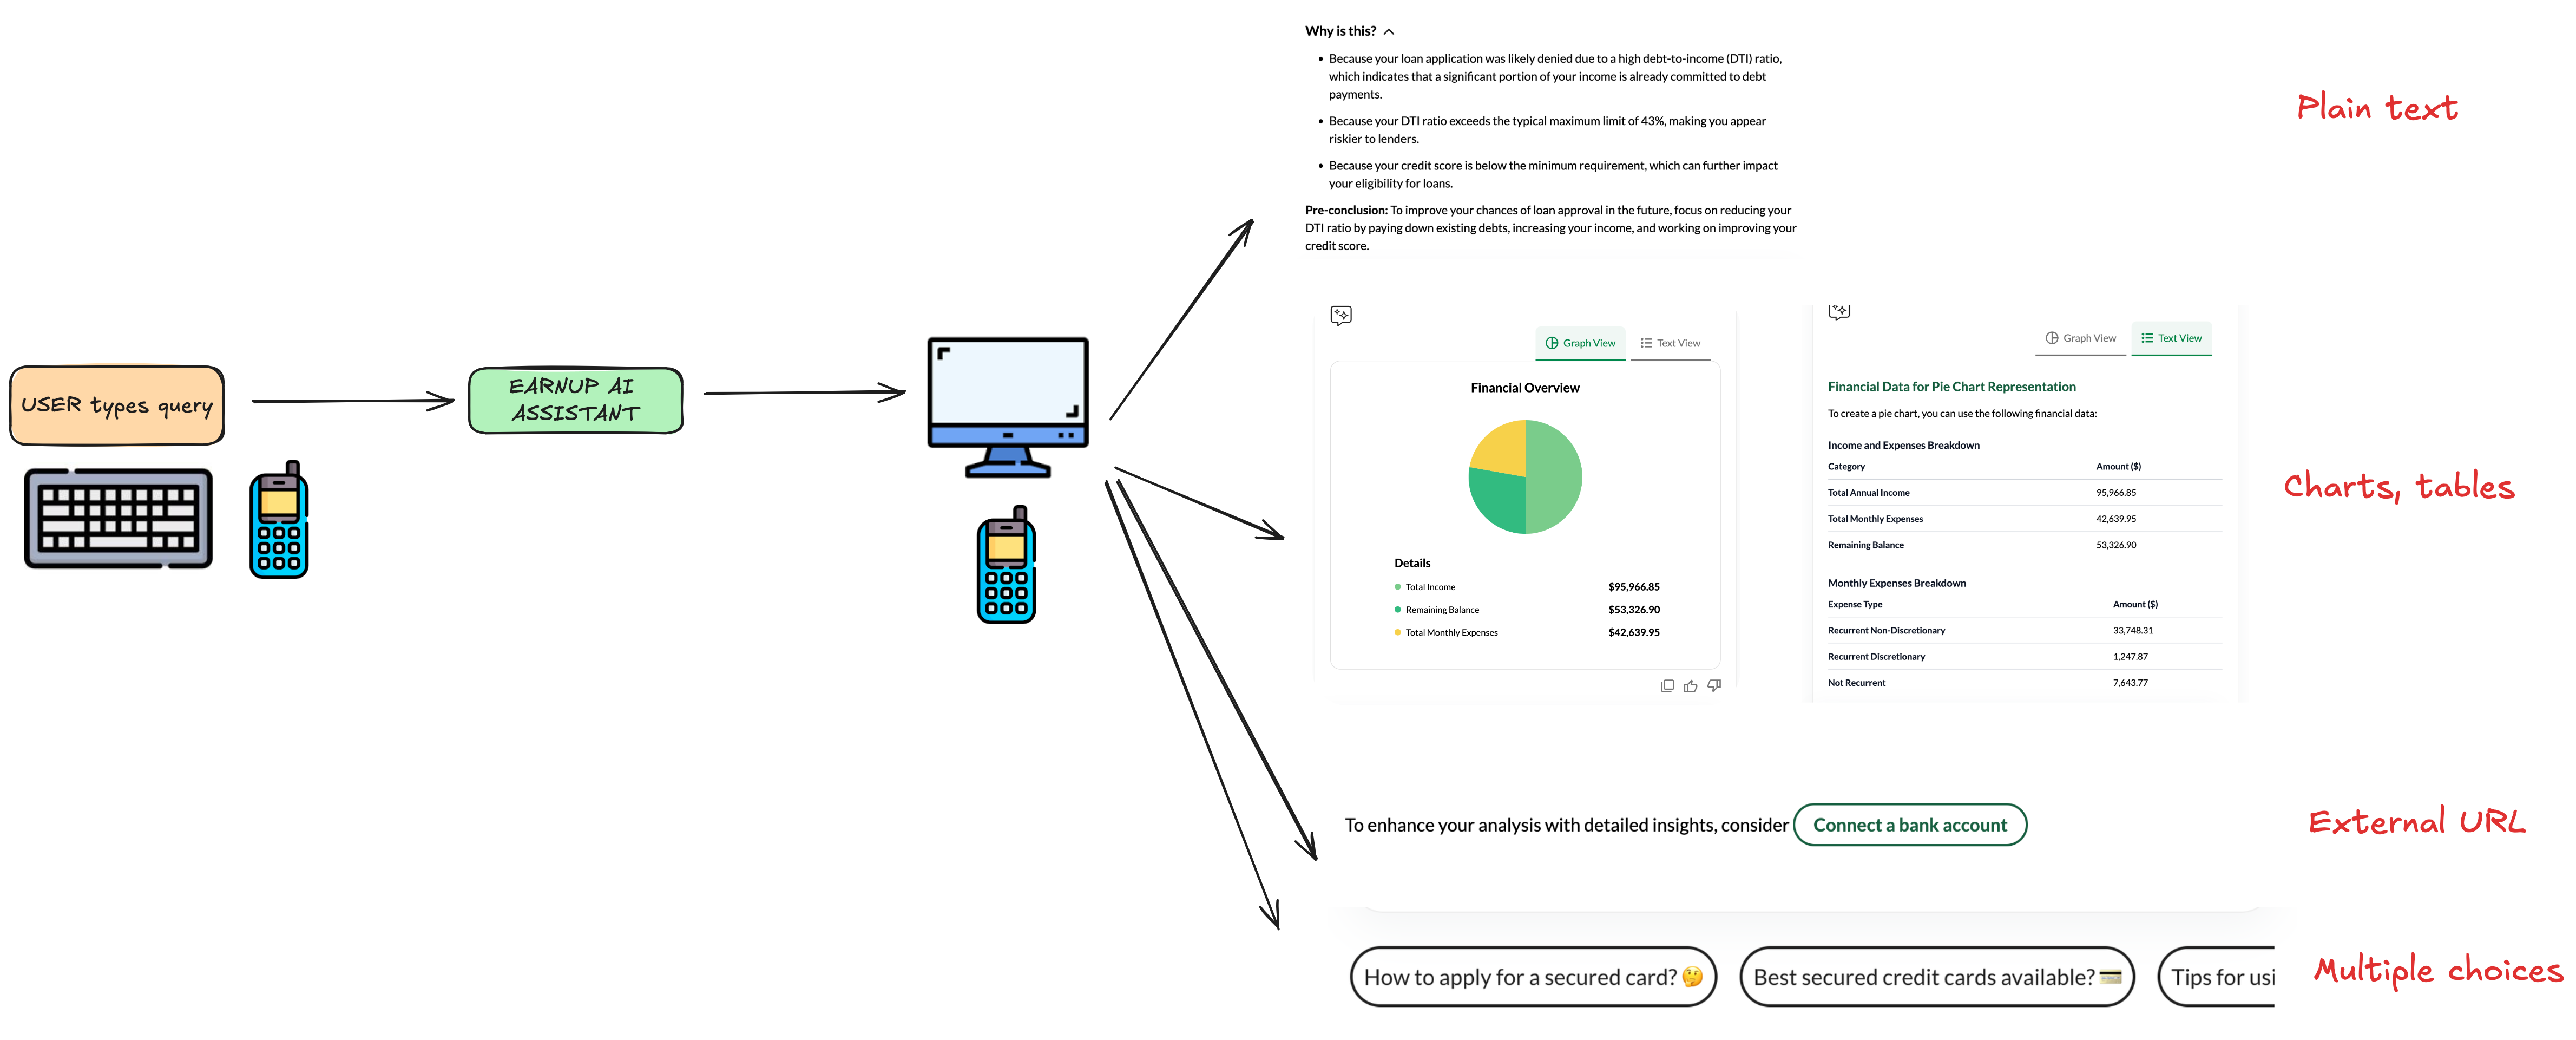 Why is this?
• Because your loan application was likely denied due to a high debt-to-income (DTI) ratio,
which indicates that a significant portion of your income is already committed to debt
payments.
• Because your DTI ratio exceeds the typical maximum limit of 43%, making you appear
riskier to lenders.
• Because your credit score is below the minimum requirement, which can further impact
your eligibility for loans.
Pre-conclusion: To improve your chances of loan approval in the future, focus on reducing your
DTI ratio by paying down existing debts, increasing your income, and working on improving your
credit score.
Plain text
USER types query
EARNUP AI
ASSISTANT
Graph View Text View
Financial Overview
Details
Total Income $95,966.85
Remaining Balance $53,326.90
Total Monthly Expenses $42,639.95
Graph View Text View
Financial Data for Pie Chart Representation
To create a pie chart, you can use the following financial data:
Income and Expenses Breakdown
Category Amount ($)
Total Annual Income 95,966.85
Total Monthly Expenses 42,639.95
Remaining Balance 53,326.90
Monthly Expenses Breakdown
Expense Type Amount ($)
Recurrent Non-Discretionary 33,748.31
Recurrent Discretionary 1,247.87
Not Recurrent 7,643.77
Charts, tables
To enhance your analysis with detailed insights, consider Connect a bank account
External URL
How to apply for a secured card? 🤔 Best secured credit cards available? 💳 Tips for usi
Multiple choices